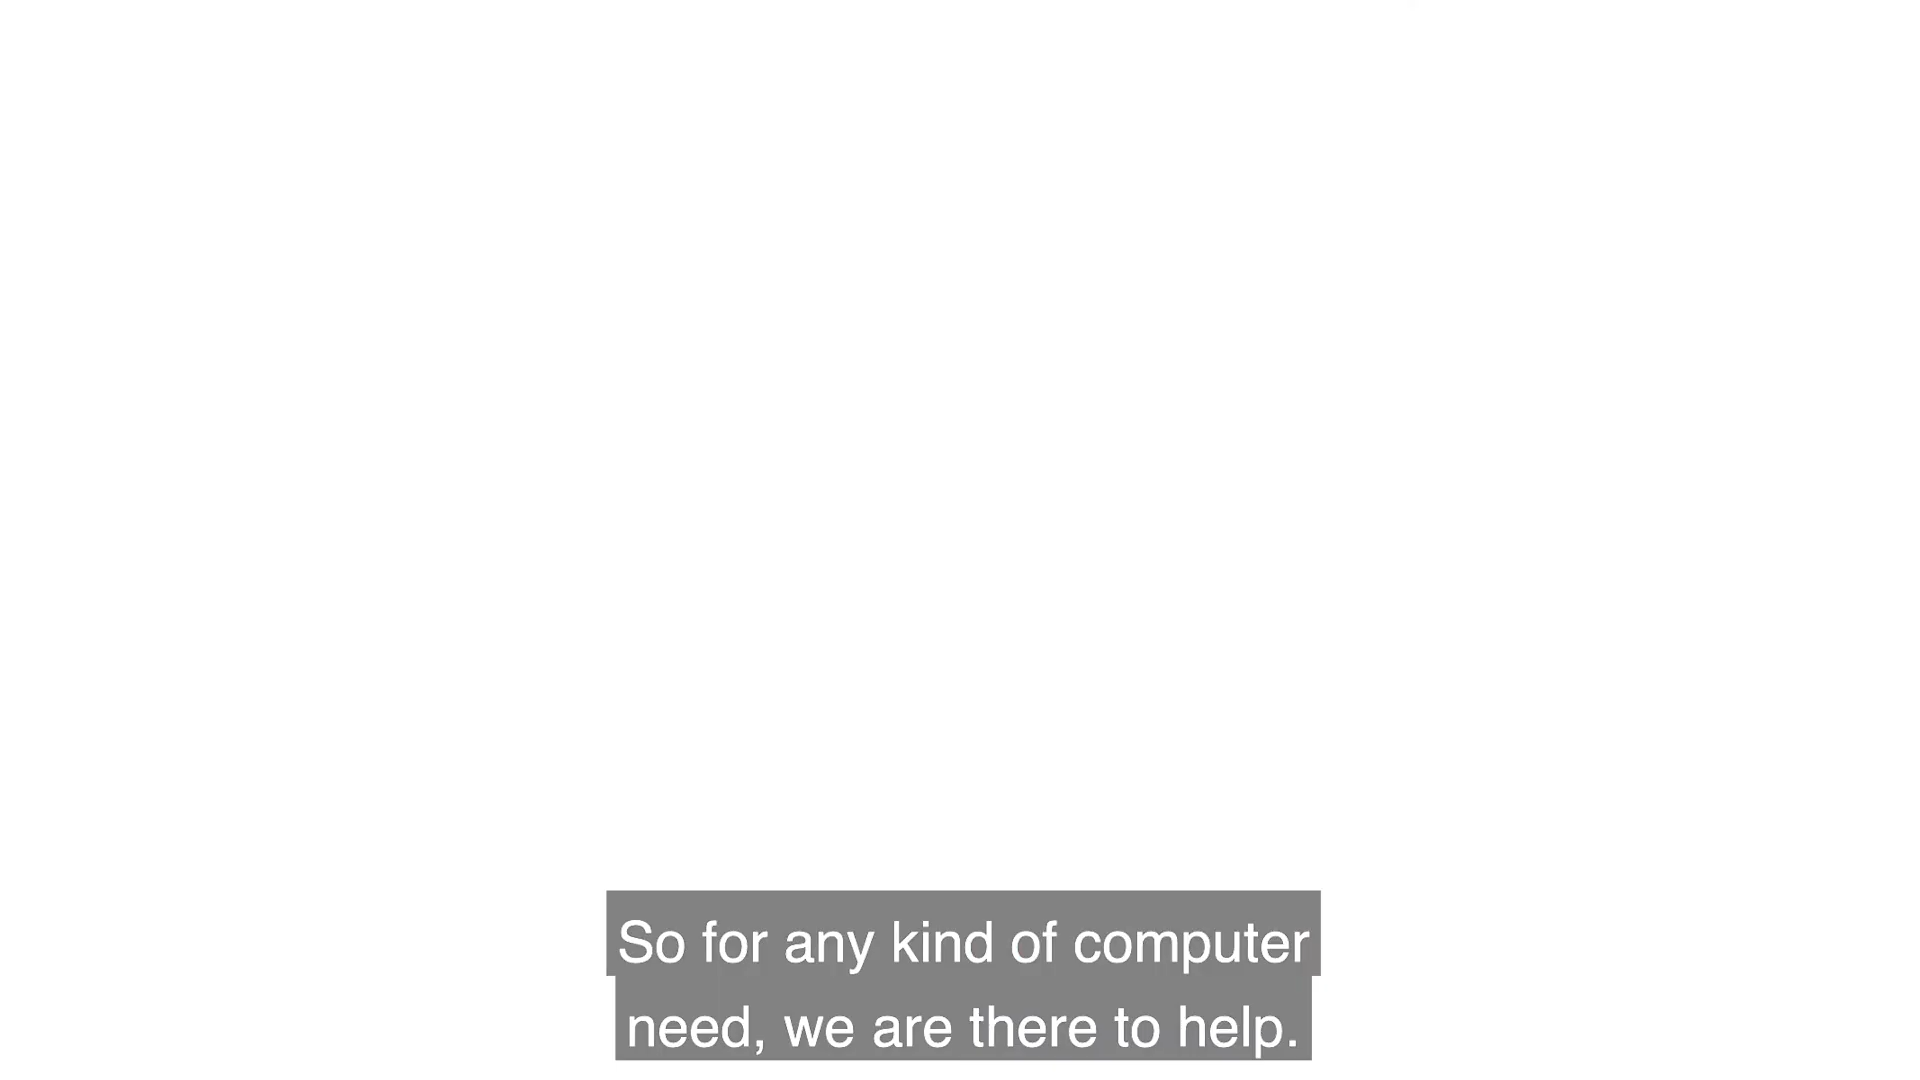 So for any kind of computer
need, we are there to help.